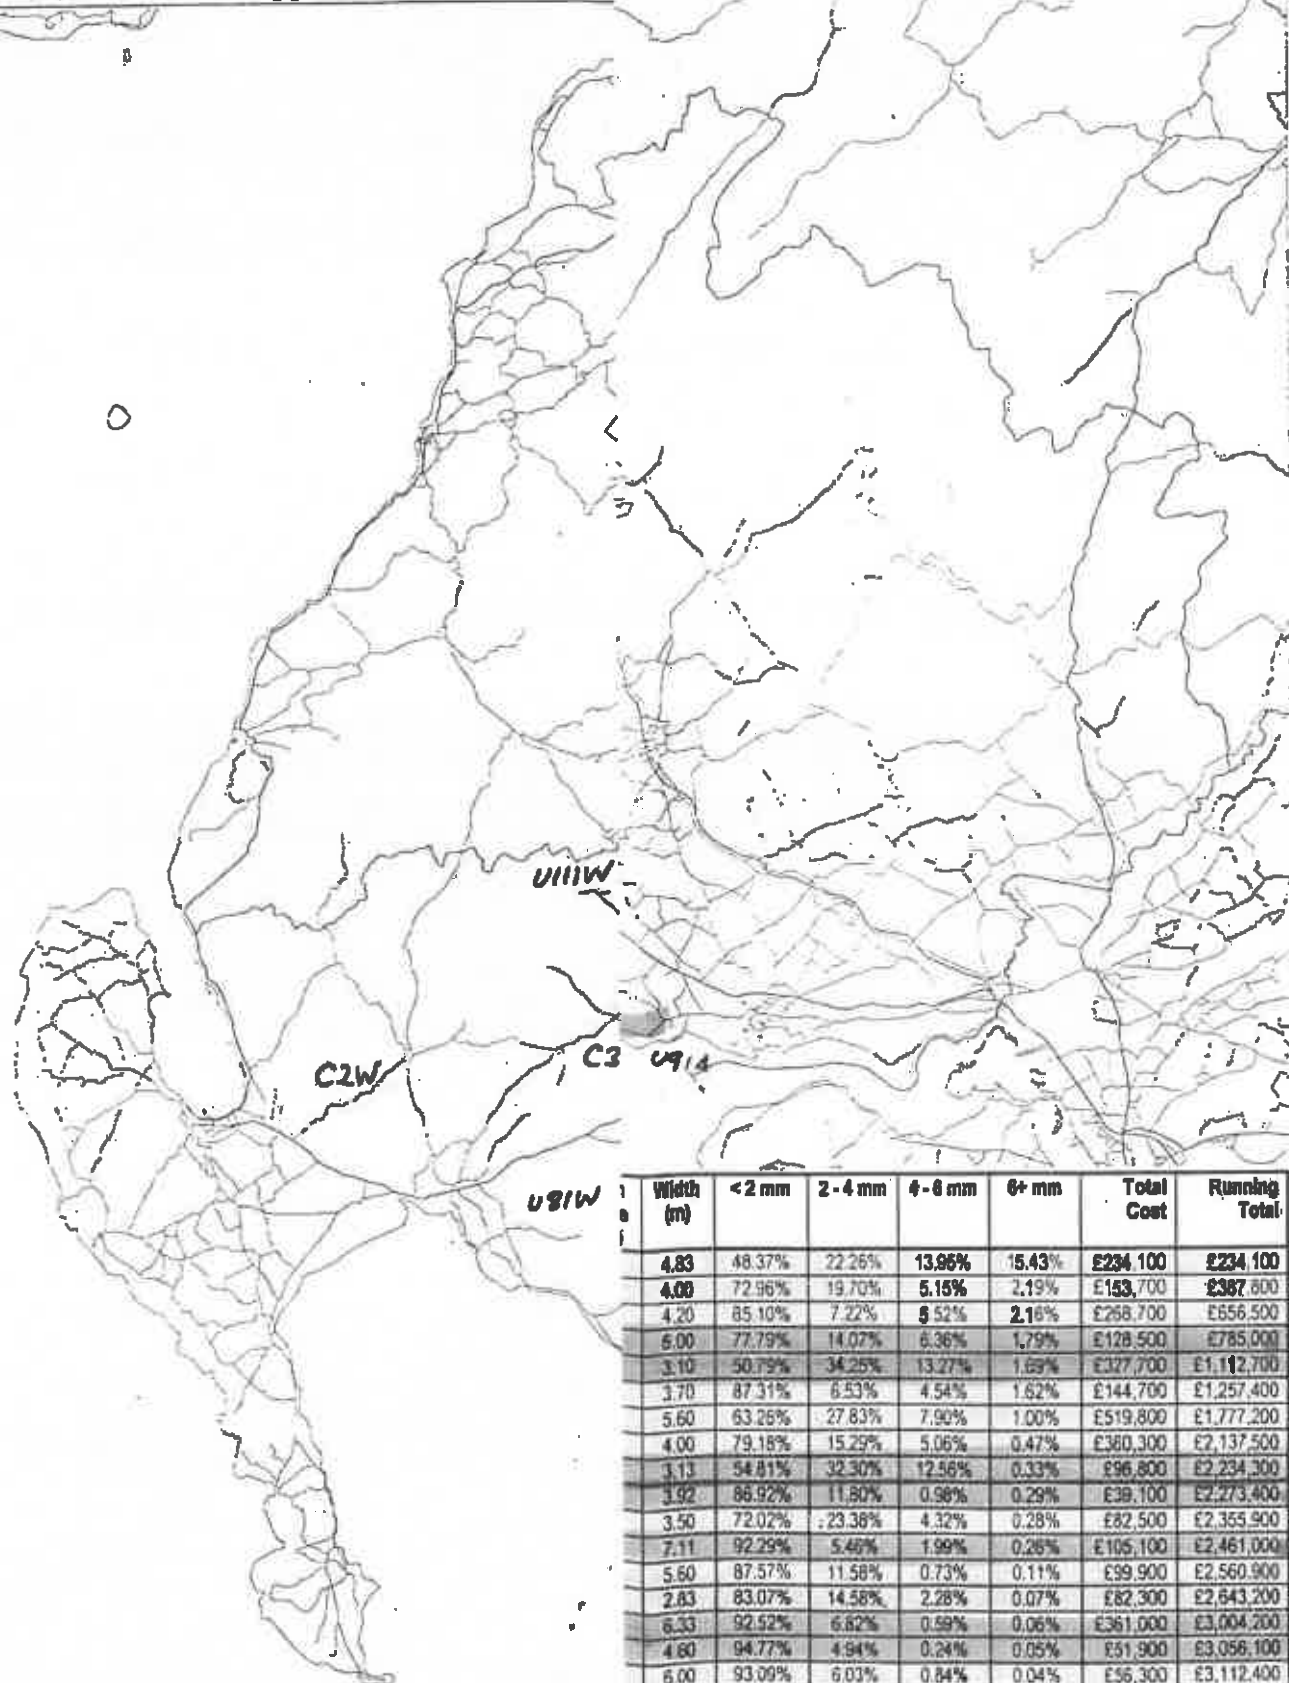 U111W
C2W
C3
U81W
Width (m) <2 mm 2 - 4 mm 4 - 6 mm 6+ mm Total Cost Running Total
4.83 48.37% 22.26% 13.95% 15.43% £234,100 £234,100
4.00 72.96% 19.70% 5.15% 2.19% £153,700 £387,800
4.20 85.10% 7.22% 5.52% 2.16% £268,700 £656,500
6.00 77.79% 14.07% 6.36% 1.79% £128,500 £785,000
3.10 50.79% 34.25% 13.27% 1.69% £327,700 £1,112,700
3.70 87.31% 6.53% 4.54% 1.62% £144,700 £1,257,400
5.60 63.26% 27.83% 7.90% 1.00% £519,800 £1,777,200
4.00 79.18% 15.29% 5.06% 0.47% £360,300 £2,137,500
3.13 54.81% 32.30% 12.56% 0.33% £96,800 £2,234,300
3.92 86.92% 11.80% 0.98% 0.29% £39,100 £2,273,400
3.50 72.02% 23.38% 4.32% 0.28% £82,500 £2,355,900
7.11 92.29% 5.46% 1.99% 0.26% £105,100 £2,461,000
5.60 87.57% 11.58% 0.73% 0.11% £99,900 £2,560,900
2.83 83.07% 14.58% 2.28% 0.07% £82,300 £2,643,200
6.33 92.52% 6.82% 0.59% 0.06% £361,000 £3,004,200
4.60 94.77% 4.94% 0.24% 0.05% £51,900 £3,056,100
6.00 93.09% 6.03% 0.84% 0.04% £56,300 £3,112,400